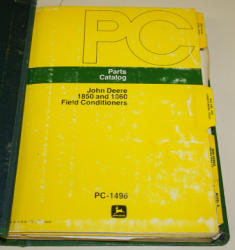 PC
Parts
Catalog
John Deere
1850 and 1860
Field Conditioners
PC-1496